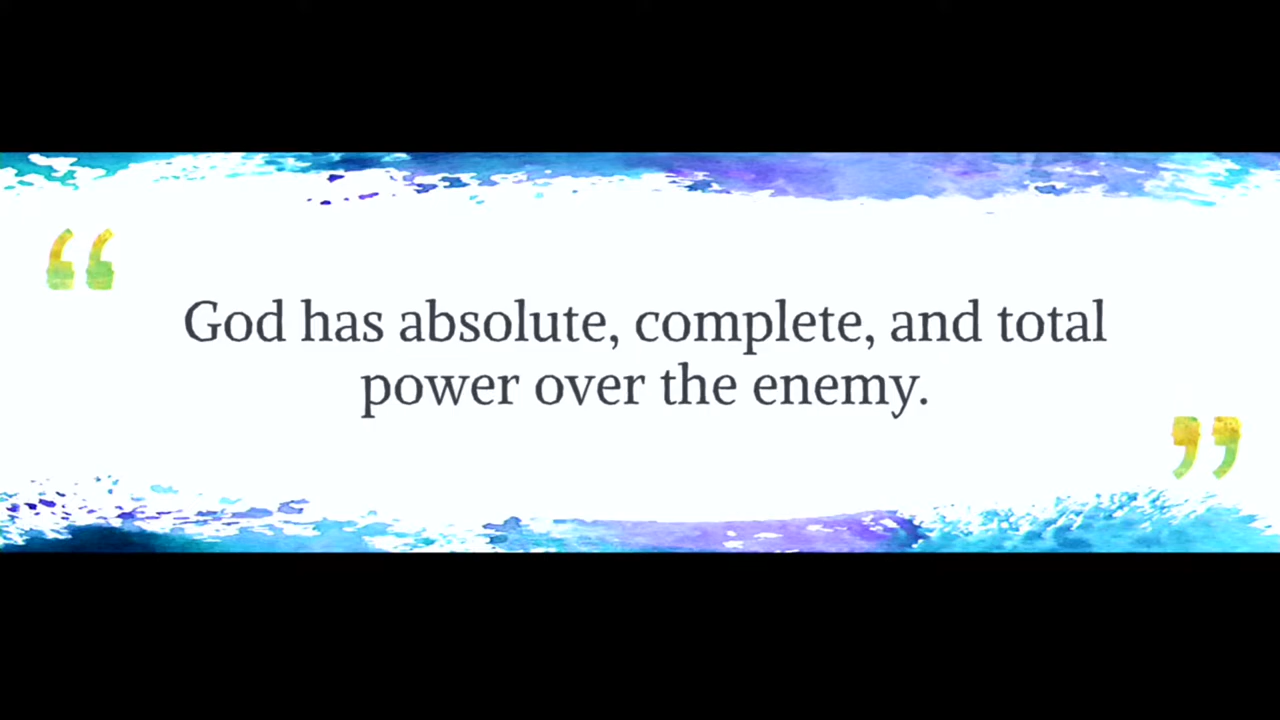 “
God has absolute, complete, and total
power over the enemy.
”